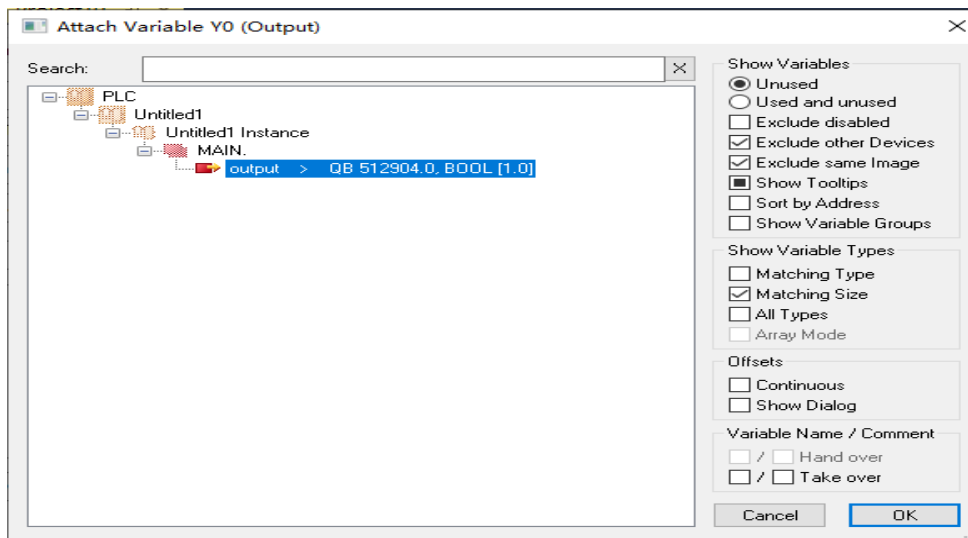 Attach Variable Y0 (Output)
Search:
PLC
Untitled1
Untitled1 Instance
MAIN.
output > QB 512904.0, BOOL [1.0]
Show Variables
Unused
Used and unused
Exclude disabled
Exclude other Devices
Exclude same Image
Show Tooltips
Sort by Address
Show Variable Groups
Show Variable Types
Matching Type
Matching Size
All Types
Array Mode
Offsets
Continuous
Show Dialog
Variable Name / Comment
/ Hand over
/ Take over
Cancel
OK